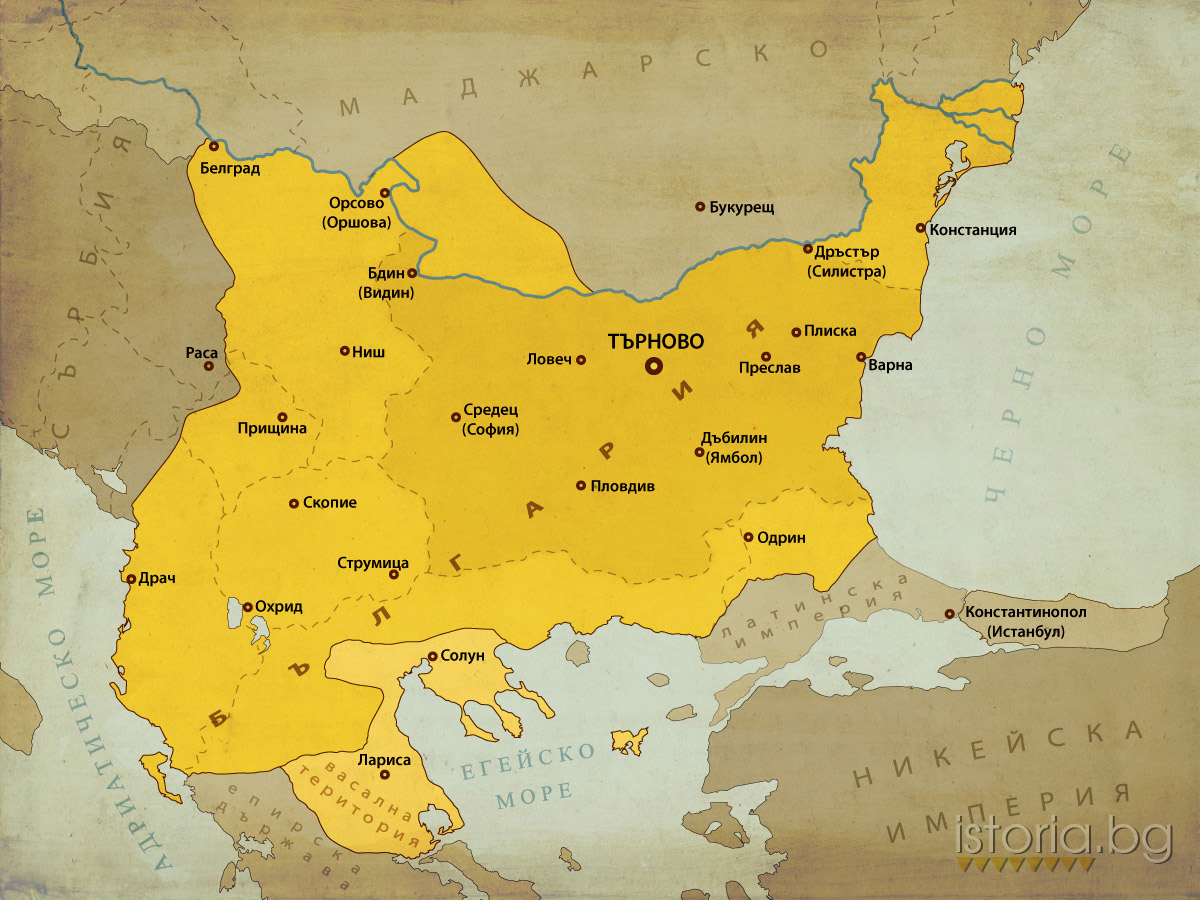 МАДЖАРСКО
СЪРБИЯ
Белград
Орсово
(Оршова)
Букурещ
Констанция
Дръстър
(Силистра)
Бдин
(Видин)
ЧЕРНО МОРЕ
Раса
Ниш
Ловеч
ТЪРНОВО
Плиска
Преслав
Варна
Прищина
Средец
(София)
Дъбилин
(Ямбол)
Пловдив
Скопие
БЪЛГАРИЯ
Одрин
Струмица
Драч
Охрид
АДРИАТИЧЕСКО МОРЕ
латинска
империя
Константинопол
(Истанбул)
Солун
Лариса
васална
територия
епирска
държава
ЕГЕЙСКО
МОРЕ
НИКЕЙСКА
ИМПЕРИЯ
istoria.bg